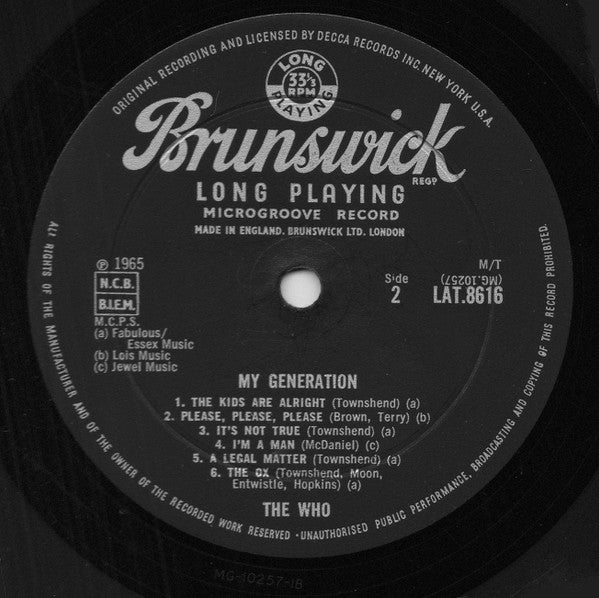 ORIGINAL RECORDING AND LICENSED BY DECCA RECORDS INC. NEW YORK U.S.A.
LONG
33⅓
RPM
PLAYING
Brunswick
REGD
LONG PLAYING
MICROGROOVE RECORD
MADE IN ENGLAND. BRUNSWICK LTD. LONDON
℗ 1965
N.C.B.
B.I.E.M.
M.C.P.S.
(a) Fabulous/
Essex Music
(b) Lois Music
(c) Jewel Music
M/T
(MG.10257)
Side
2 LAT.8616
MY GENERATION
1. THE KIDS ARE ALRIGHT (Townshend) (a)
2. PLEASE, PLEASE, PLEASE (Brown, Terry) (b)
3. IT'S NOT TRUE (Townshend) (a)
4. I'M A MAN (McDaniel) (c)
5. A LEGAL MATTER (Townshend) (a)
6. THE OX (Townshend, Moon,
Entwistle, Hopkins) (a)
THE WHO
ALL RIGHTS OF THE MANUFACTURER AND OF THE OWNER OF THE RECORDED WORK RESERVED · UNAUTHORISED PUBLIC PERFORMANCE, BROADCASTING AND COPYING OF THIS RECORD PROHIBITED.
MG-10257-1B